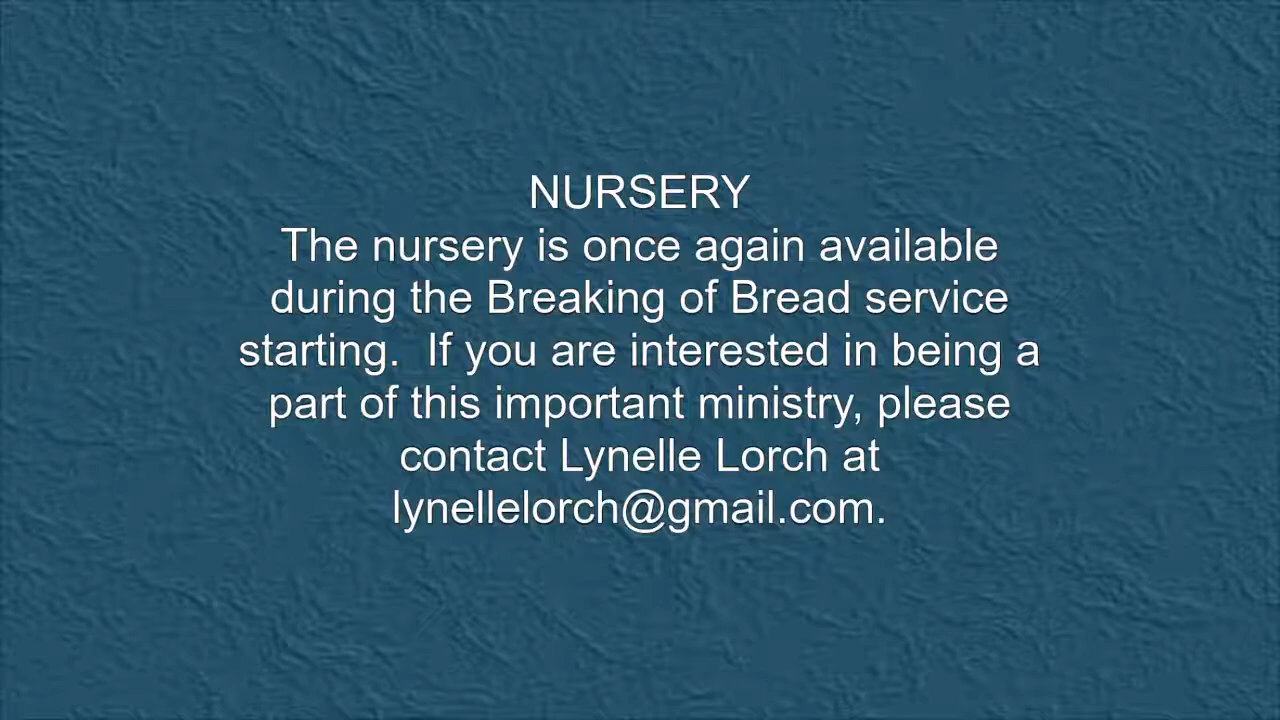 NURSERY
The nursery is once again available
during the Breaking of Bread service
starting.  If you are interested in being a
part of this important ministry, please
contact Lynelle Lorch at
lynellelorch@gmail.com.